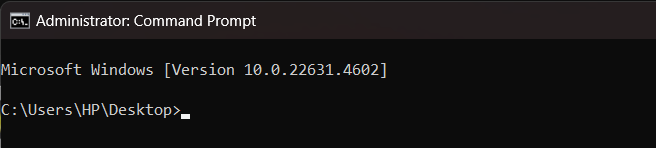 Administrator: Command Prompt
Microsoft Windows [Version 10.0.22631.4602]
C:\Users\HP\Desktop>